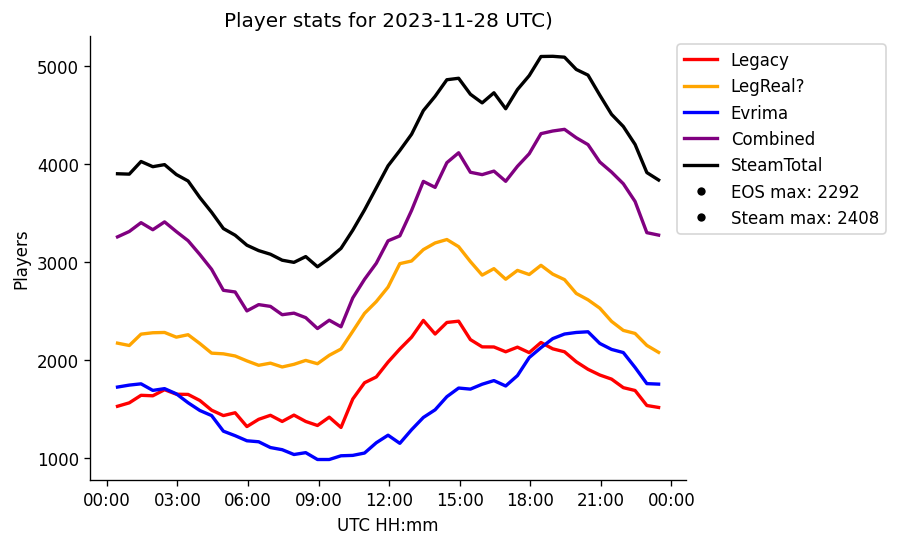 Player stats for 2023-11-28 UTC)
Legacy
LegReal?
Evrima
Combined
SteamTotal
EOS max: 2292
Steam max: 2408
5000
4000
3000
2000
1000
Players
00:00 03:00 06:00 09:00 12:00 15:00 18:00 21:00 00:00
UTC HH:mm